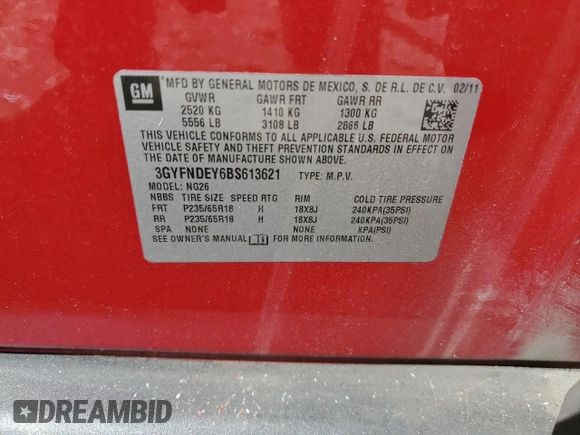 GM
*MFD BY GENERAL MOTORS DE MEXICO, S. DE R.L. DE C.V. 02/11
GVWR GAWR FRT GAWR RR
2520 KG 1410 KG 1300 KG
5556 LB 3108 LB 2866 LB
THIS VEHICLE CONFORMS TO ALL APPLICABLE U.S. FEDERAL MOTOR
VEHICLE SAFETY AND THEFT PREVENTION STANDARDS IN EFFECT ON
THE DATE OF MANUFACTURE SHOWN ABOVE.
3GYFNDEY6BS613621 TYPE: M.P.V.
MODEL: NG26
NBBS TIRE SIZE SPEED RTG RIM COLD TIRE PRESSURE
FRT P235/65R18 H 18X8J 240KPA(35PSI)
RR P235/65R18 H 18X8J 240KPA(35PSI)
SPA NONE NONE KPA(PSI)
SEE OWNER'S MANUAL FOR MORE INFORMATION.
DREAMBID